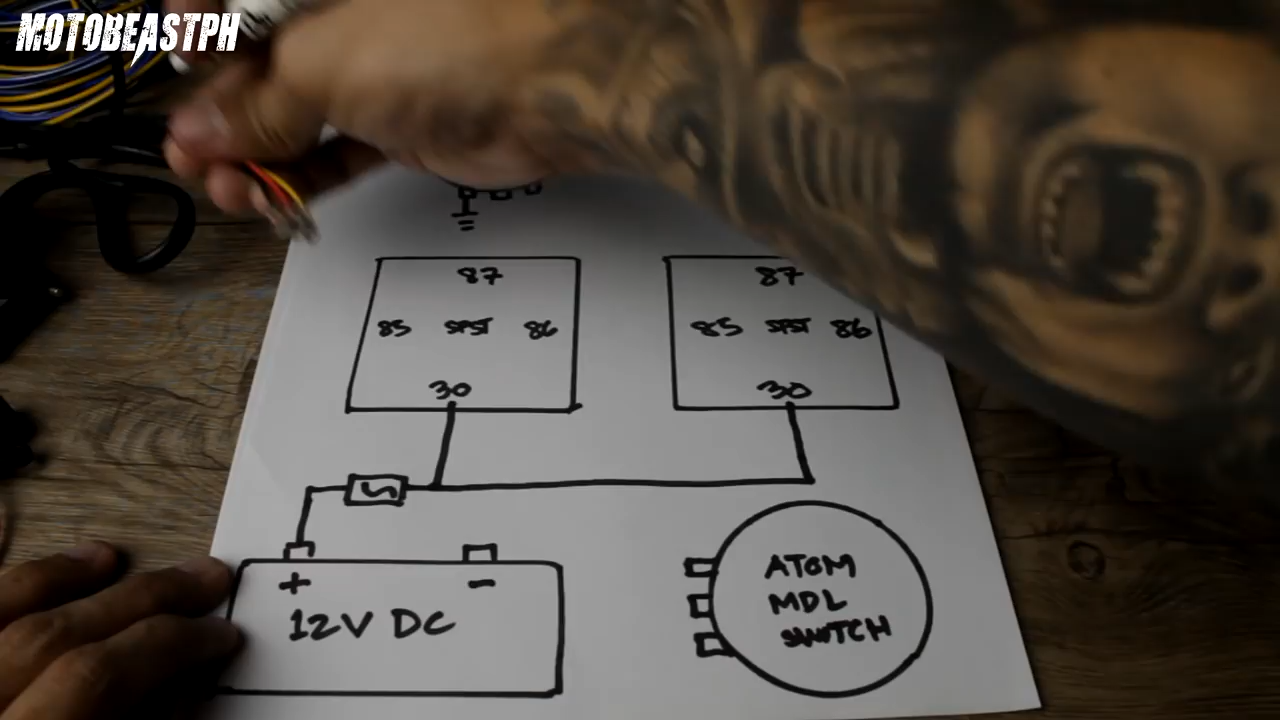 MOTOBEASTPH
87
85 SPST 86
30
87
85 SPST 86
30
+ -
12V DC
ATOM
MDL
SWITCH